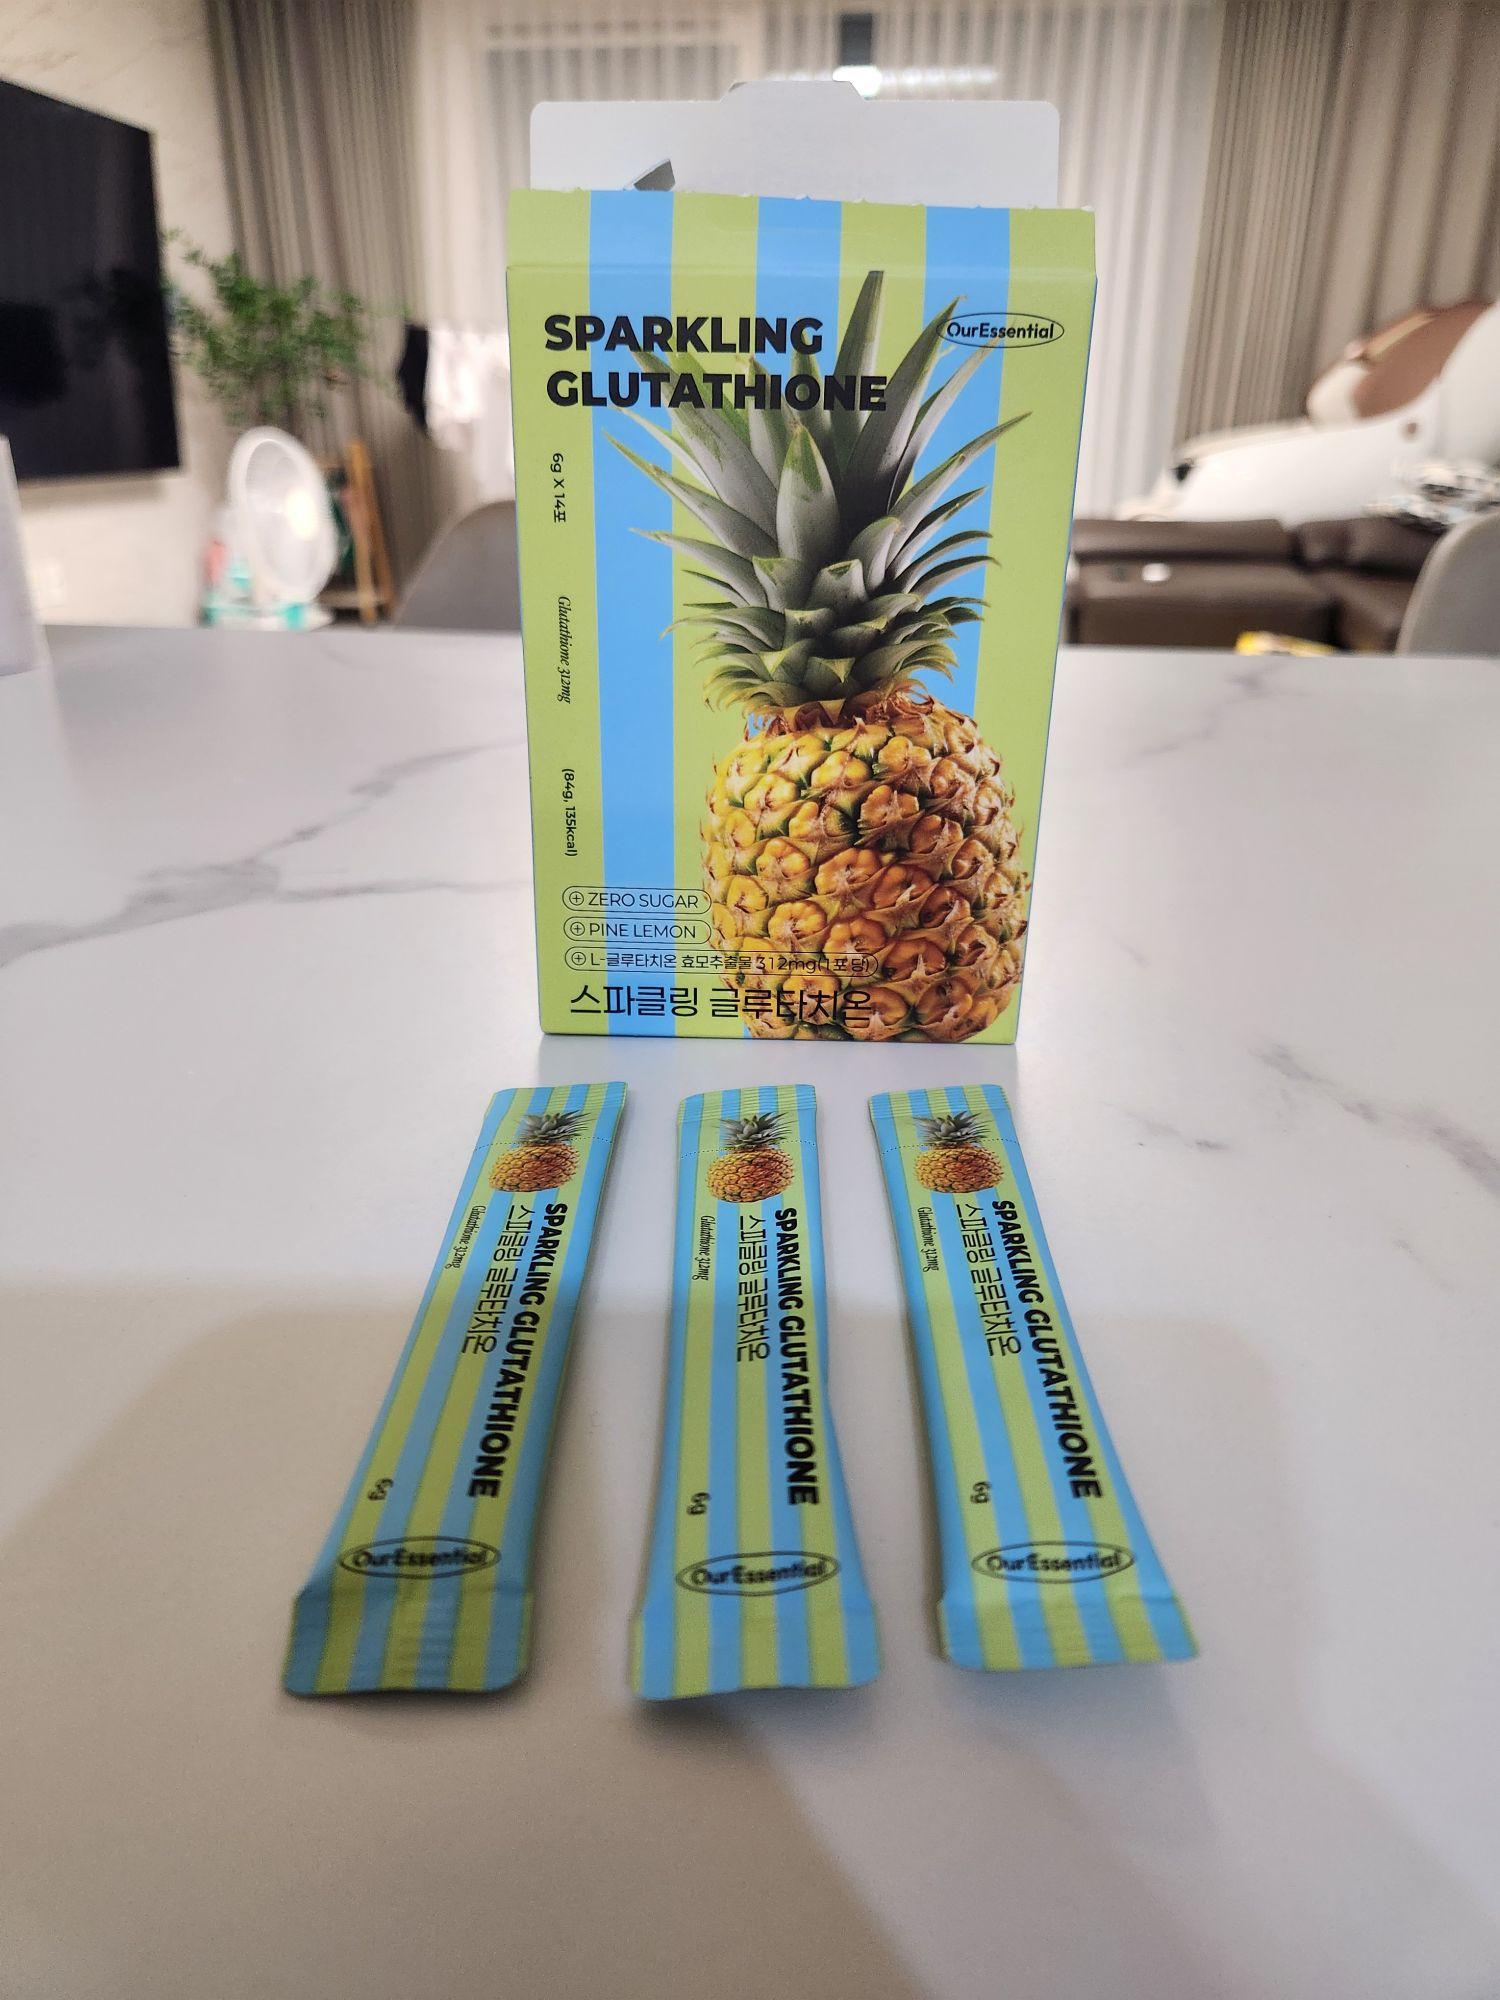 SPARKLING
GLUTATHIONE
OurEssential
6g X 14포
Glutathione 312mg
(84g, 135kcal)
ZERO SUGAR
PINE LEMON
L-글루타치온 효모추출물 312mg(1포 당)
스파클링 글루타치온
SPARKLING GLUTATHIONE
스파클링 글루타치온
Glutathione 312mg
6g
OurEssential
SPARKLING GLUTATHIONE
스파클링 글루타치온
Glutathione 312mg
6g
OurEssential
SPARKLING GLUTATHIONE
스파클링 글루타치온
Glutathione 312mg
6g
OurEssential